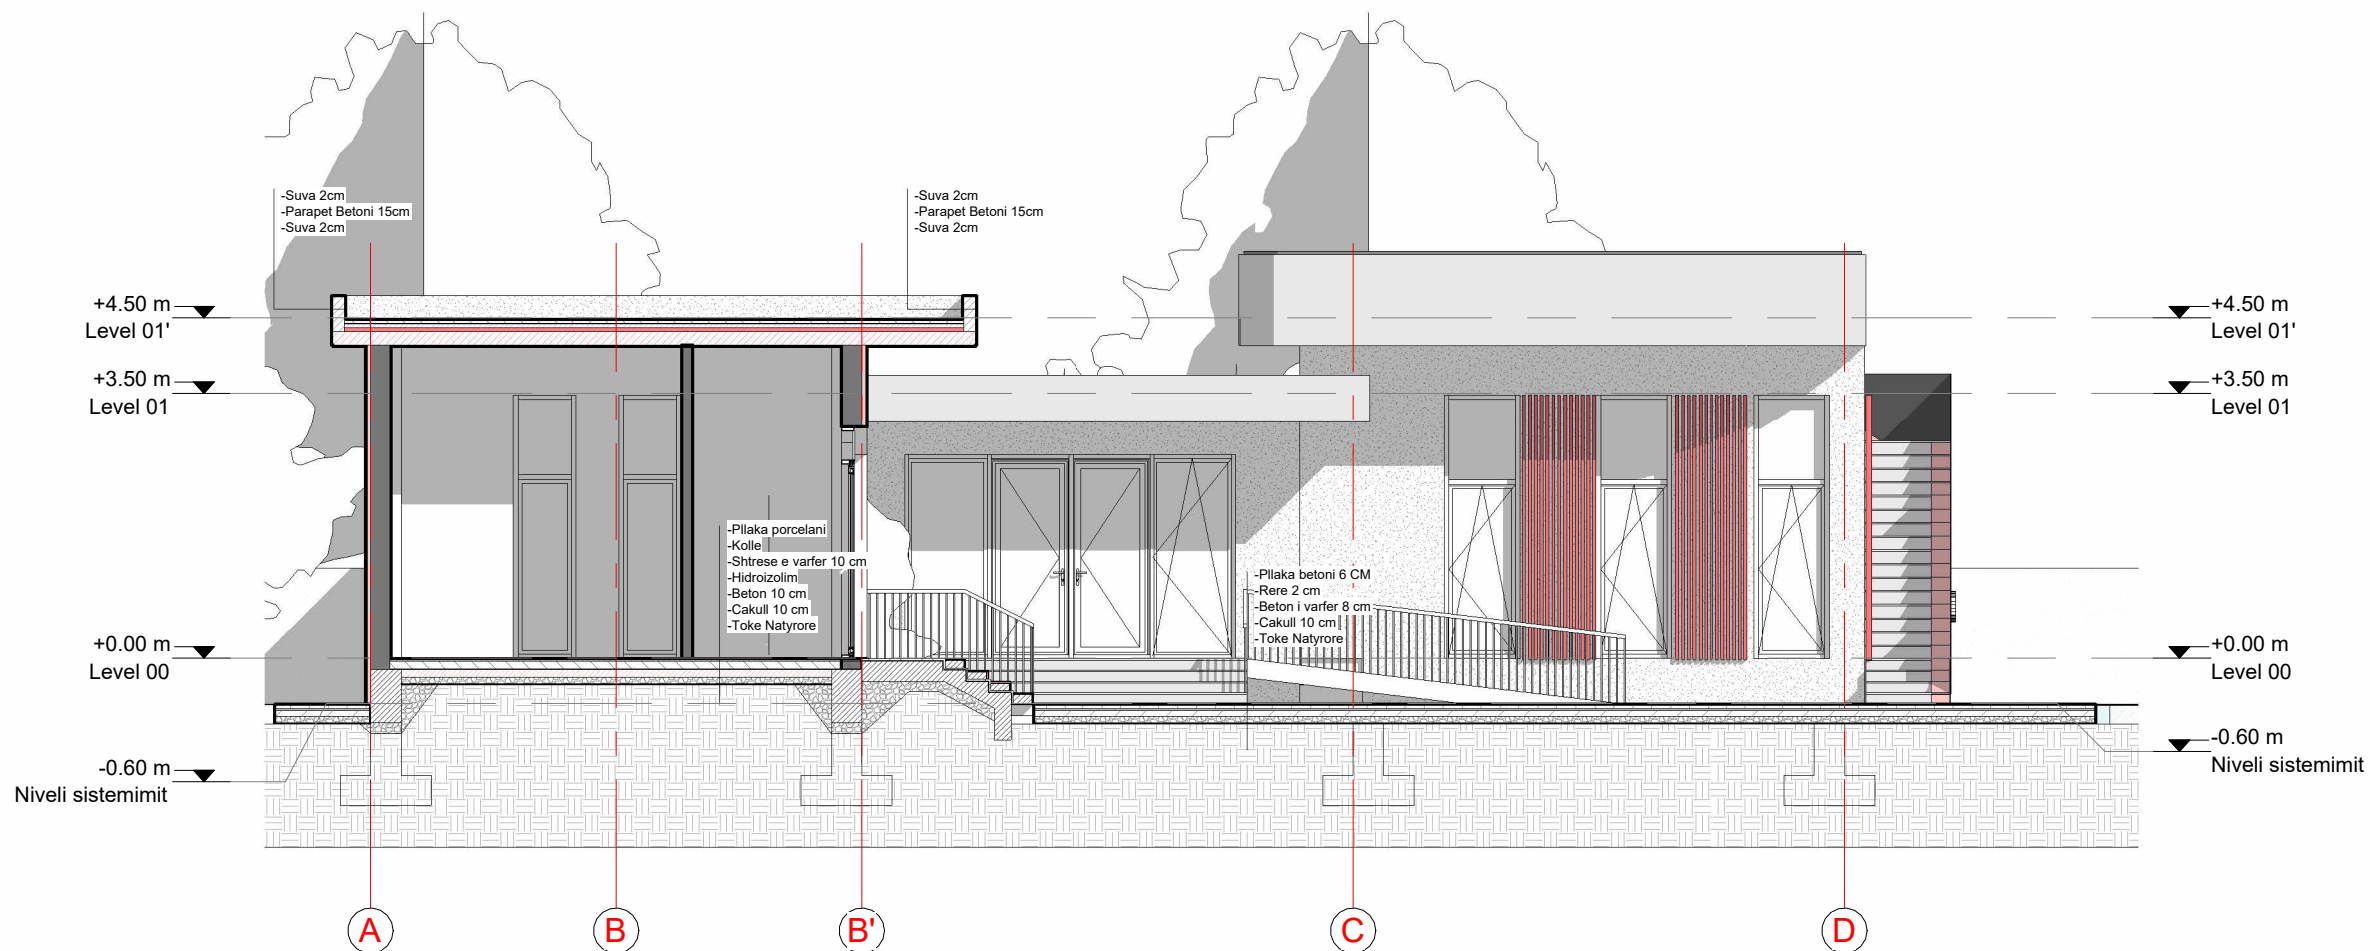 -Suva 2cm
-Parapet Betoni 15cm
-Suva 2cm
-Suva 2cm
-Parapet Betoni 15cm
-Suva 2cm
+4.50 m
Level 01'
+4.50 m
Level 01'
+3.50 m
Level 01
+3.50 m
Level 01
-Pllaka porcelani
-Kolle
-Shtrese e varfer 10 cm
-Hidroizolim
-Beton 10 cm
-Cakull 10 cm
-Toke Natyrore
-Pllaka betoni 6 CM
-Rere 2 cm
-Beton i varfer 8 cm
-Cakull 10 cm
-Toke Natyrore
+0.00 m
Level 00
+0.00 m
Level 00
-0.60 m
Niveli sistemimit
-0.60 m
Niveli sistemimit
A
B
B'
C
D